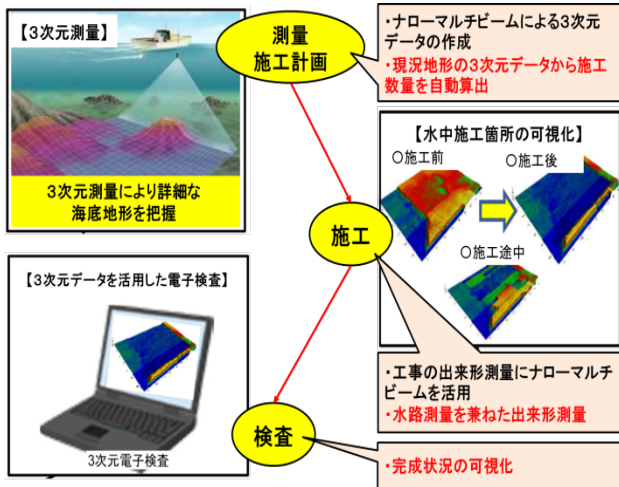 【3次元測量】
3次元測量により詳細な
海底地形を把握
測量
施工計画
・ナローマルチビームによる3次元
データの作成
・現況地形の3次元データから施工
数量を自動算出
【水中施工箇所の可視化】
○施工前
○施工後
○施工途中
施工
・工事の出来形測量にナローマルチ
ビームを活用
・水路測量を兼ねた出来形測量
【3次元データを活用した電子検査】
3次元電子検査
検査
・完成状況の可視化